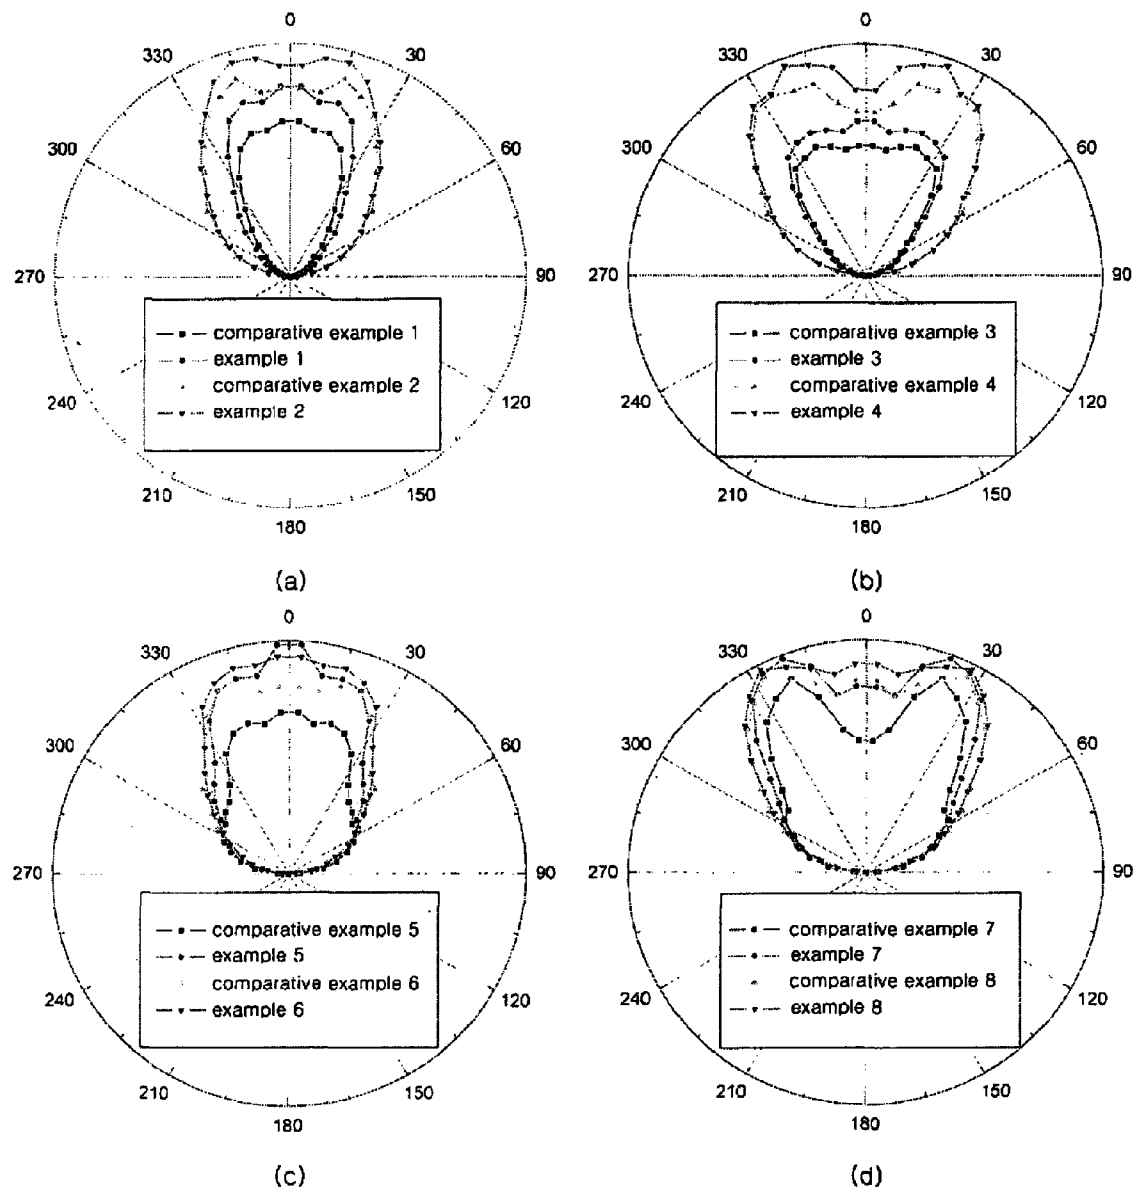 0
330
30
300
60
270
90
comparative example 1
example 1
comparative example 2
example 2
240
120
210
150
180
(a)
0
330
30
300
60
270
90
comparative example 3
example 3
comparative example 4
example 4
240
120
210
150
180
(b)
0
330
30
300
60
270
90
comparative example 5
example 5
comparative example 6
example 6
240
120
210
150
180
(c)
0
330
30
300
60
270
90
comparative example 7
example 7
comparative example 8
example 8
240
120
210
150
180
(d)